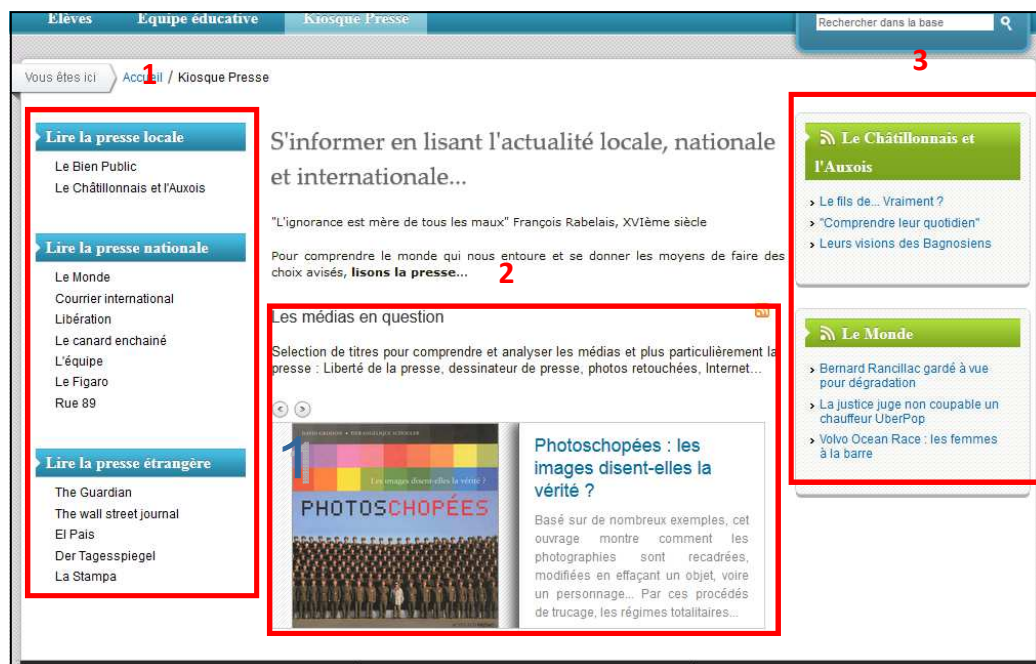 Elèves Equipe éducative Kiosque Presse
Rechercher dans la base
3
Vous êtes ici Accueil / Kiosque Presse
1
Lire la presse locale
Le Bien Public
Le Châtillonnais et l'Auxois
Lire la presse nationale
Le Monde
Courrier international
Libération
Le canard enchainé
L'équipe
Le Figaro
Rue 89
Lire la presse étrangère
The Guardian
The wall street journal
El Pais
Der Tagesspiegel
La Stampa
S'informer en lisant l'actualité locale, nationale
et internationale...
"L'ignorance est mère de tous les maux" François Rabelais, XVIème siècle
Pour comprendre le monde qui nous entoure et se donner les moyens de faire des
choix avisés, lisons la presse...
2
Les médias en question
Selection de titres pour comprendre et analyser les médias et plus particulièrement la
presse : Liberté de la presse, dessinateur de presse, photos retouchées, Internet...
1
Les images disent-elles la vérité ?
PHOTOSCHOPÉES
Photoschopées : les
images disent-elles la
vérité ?
Basé sur de nombreux exemples, cet
ouvrage montre comment les
photographies sont recadrées,
modifiées en effaçant un objet, voire
un personnage... Par ces procédés
de trucage, les régimes totalitaires...
Le Châtillonnais et
l'Auxois
Le fils de... Vraiment ?
"Comprendre leur quotidien"
Leurs visions des Bagnosiens
Le Monde
Bernard Rancillac gardé à vue
pour dégradation
La justice juge non coupable un
chauffeur UberPop
Volvo Ocean Race : les femmes
à la barre